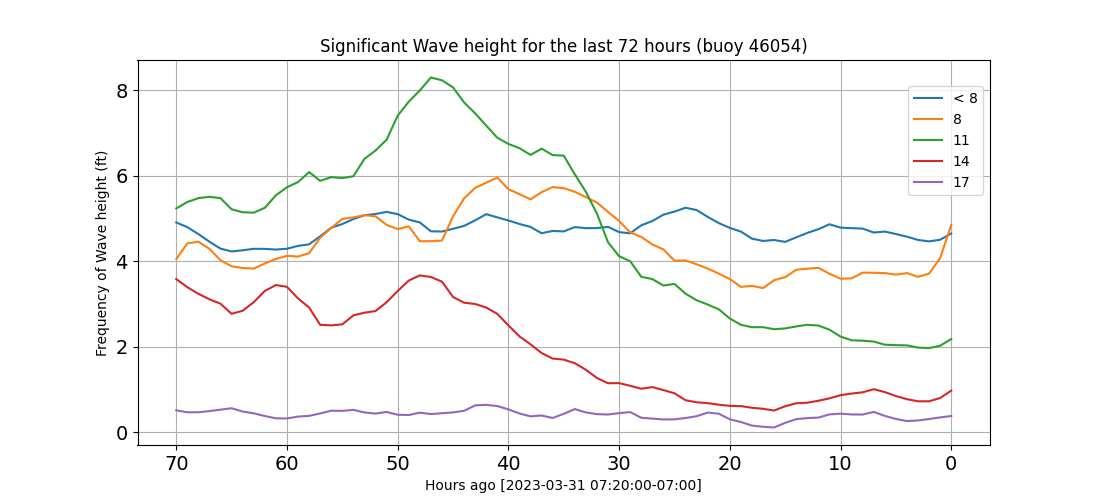 Significant Wave height for the last 72 hours (buoy 46054)
Frequency of Wave height (ft)
8
6
4
2
0
< 8
8
11
14
17
70 60 50 40 30 20 10 0
Hours ago [2023-03-31 07:20:00-07:00]